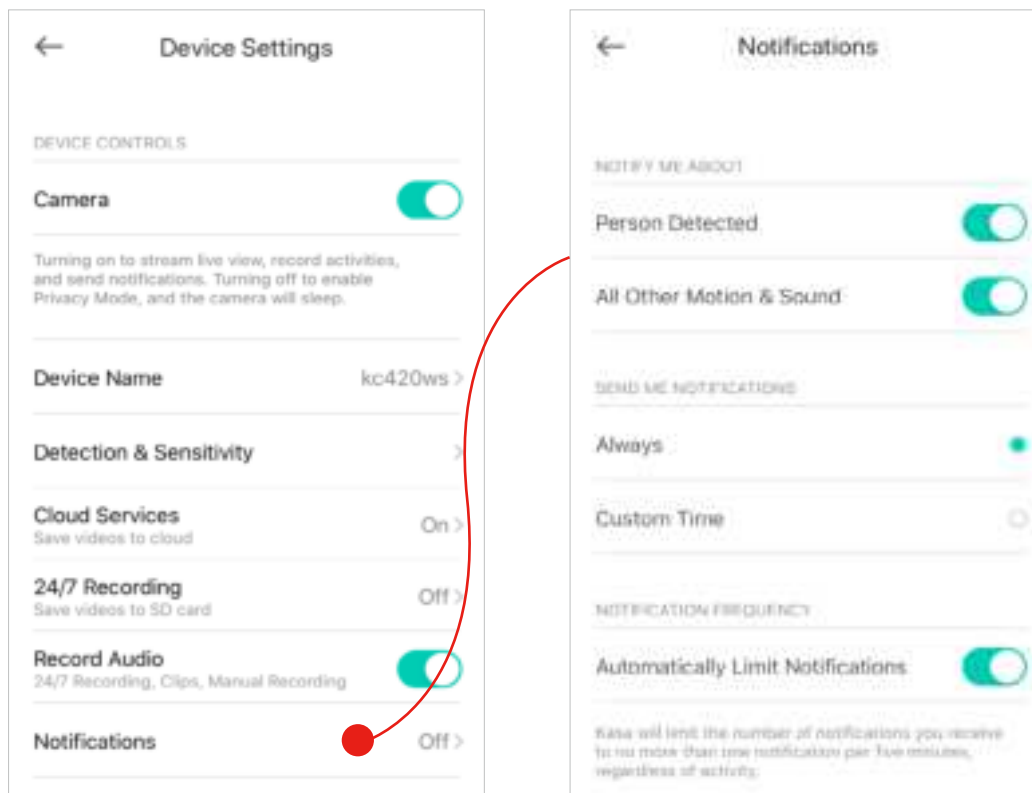 Device Settings
DEVICE CONTROLS
Camera
Turning on to stream live view, record activities,
and send notifications. Turning off to enable
Privacy Mode, and the camera will sleep.
Device Name
kc420ws
Detection & Sensitivity
Cloud Services
Save videos to cloud
On
24/7 Recording
Save videos to SD card
Off
Record Audio
24/7 Recording, Clips, Manual Recording
Notifications
Off
Notifications
NOTIFY ME ABOUT
Person Detected
All Other Motion & Sound
SEND ME NOTIFICATIONS
Always
Custom Time
NOTIFICATION FREQUENCY
Automatically Limit Notifications
Kasa will limit the number of notifications you receive
to no more than one notification per five minutes,
regardless of activity.